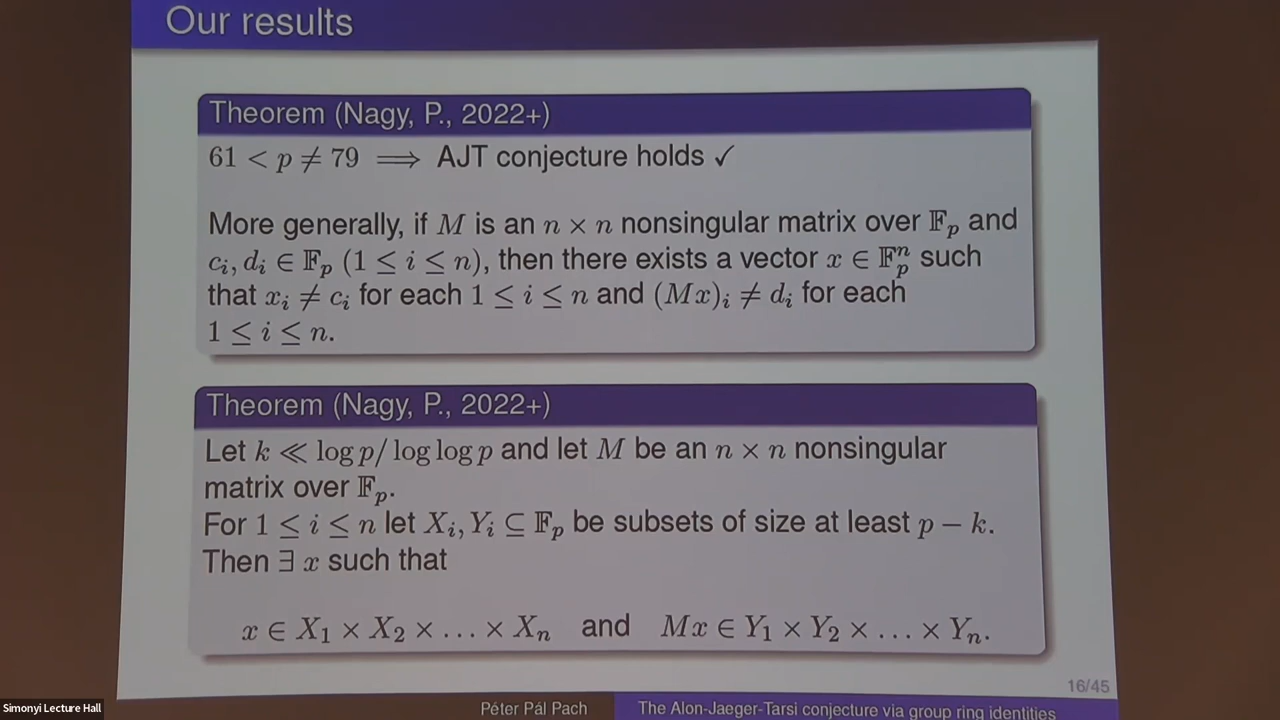 Our results
Theorem (Nagy, P., 2022+)
61 < p ≠ 79 ⟹ AJT conjecture holds ✓
More generally, if M is an n × n nonsingular matrix over 𝔽_p and
c_i, d_i ∈ 𝔽_p (1 ≤ i ≤ n), then there exists a vector x ∈ 𝔽_p^n such
that x_i ≠ c_i for each 1 ≤ i ≤ n and (Mx)_i ≠ d_i for each
1 ≤ i ≤ n.
Theorem (Nagy, P., 2022+)
Let k ≪ log p/ log log p and let M be an n × n nonsingular
matrix over 𝔽_p.
For 1 ≤ i ≤ n let X_i, Y_i ⊆ 𝔽_p be subsets of size at least p − k.
Then ∃ x such that
x ∈ X_1 × X_2 × … × X_n and Mx ∈ Y_1 × Y_2 × … × Y_n.
16/45
Simonyi Lecture Hall
Péter Pál Pach
The Alon-Jaeger-Tarsi conjecture via group ring identities